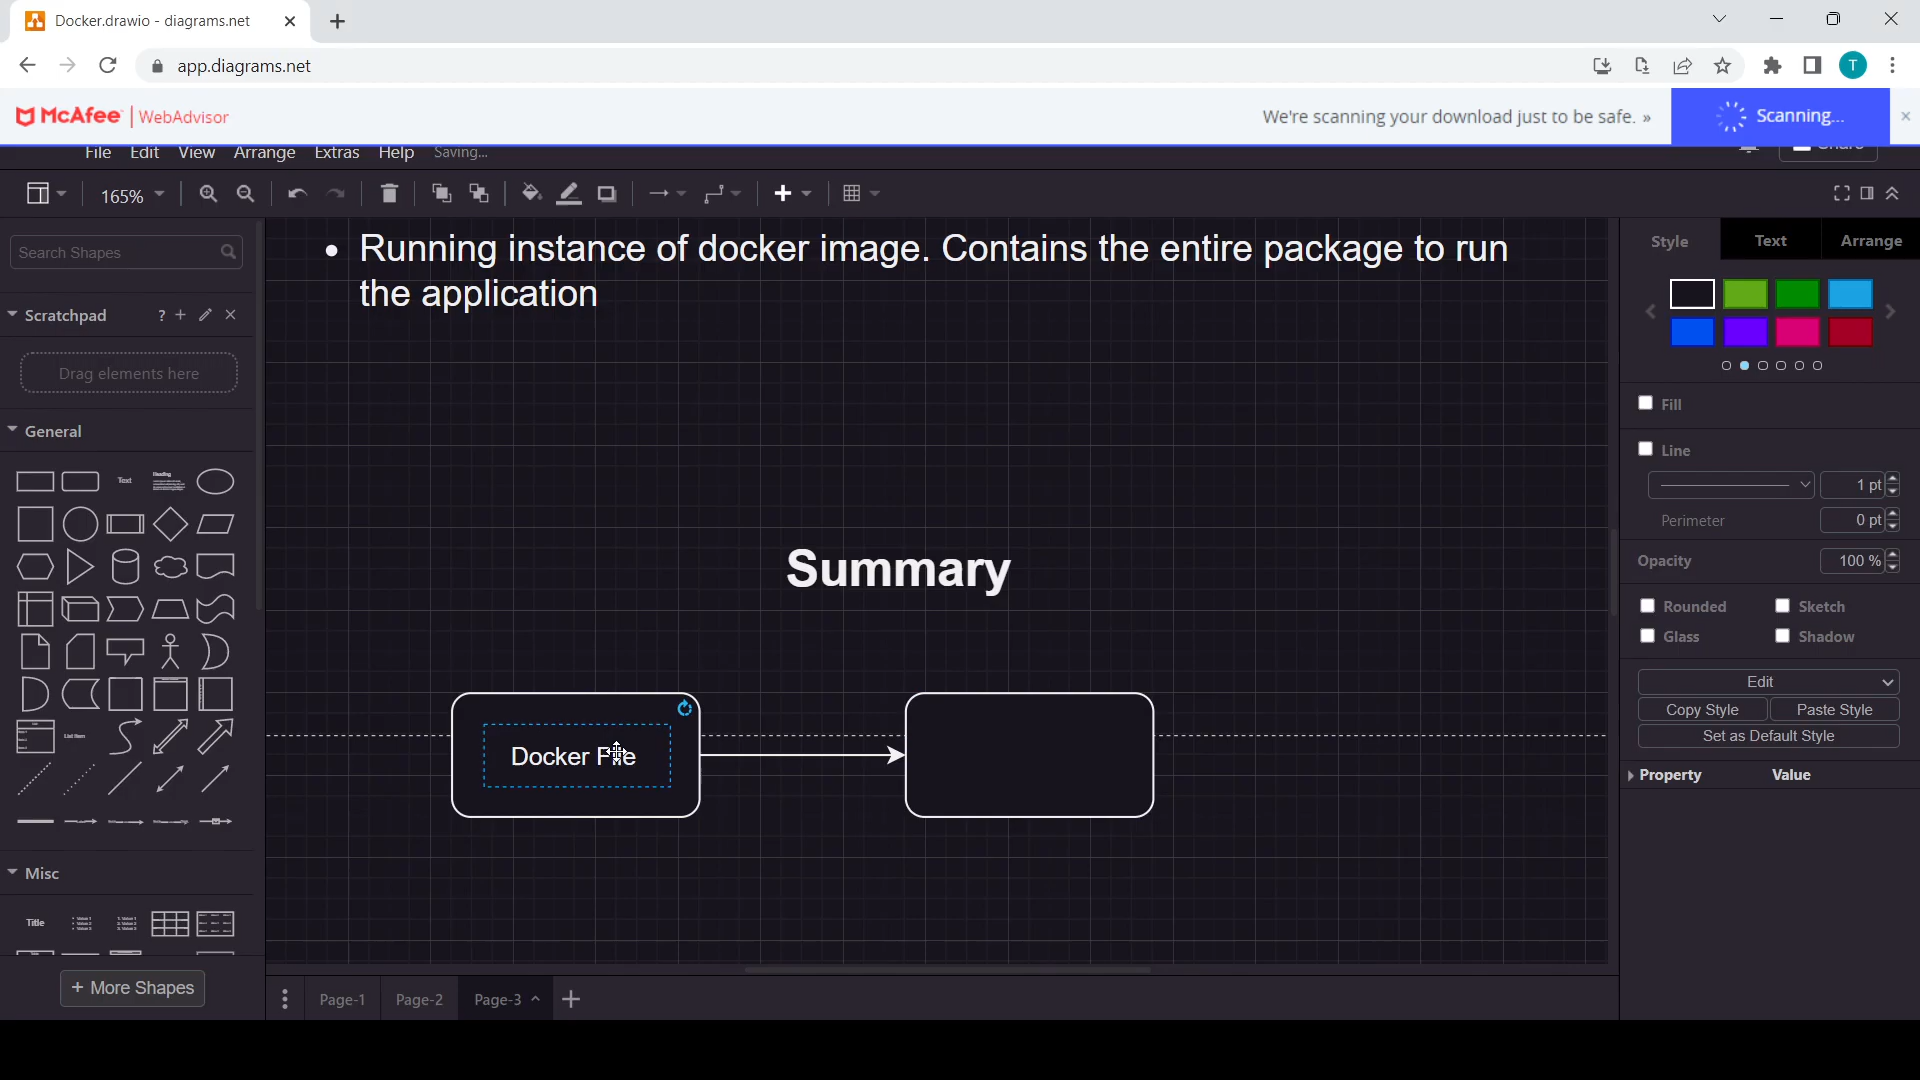 Docker.drawio - diagrams.net
app.diagrams.net
T
McAfee | WebAdvisor
We're scanning your download just to be safe. »
Scanning...
File Edit View Arrange Extras Help Saving...
Share
165%
Search Shapes
Scratchpad
?
Drag elements here
General
Text
Heading
List Item
Misc
Title
+ More Shapes
• Running instance of docker image. Contains the entire package to run
the application
Summary
Docker File
Page-1 Page-2 Page-3
Style Text Arrange
Fill
Line
1 pt
Perimeter 0 pt
Opacity 100 %
Rounded Sketch
Glass Shadow
Edit
Copy Style Paste Style
Set as Default Style
Property Value